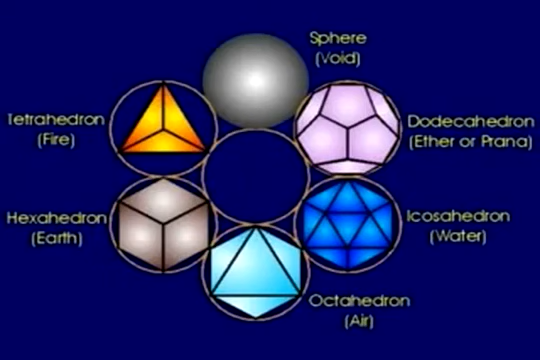 Sphere
(Void)
Tetrahedron
(Fire)
Dodecahedron
(Ether or Prana)
Hexahedron
(Earth)
Icosahedron
(Water)
Octahedron
(Air)